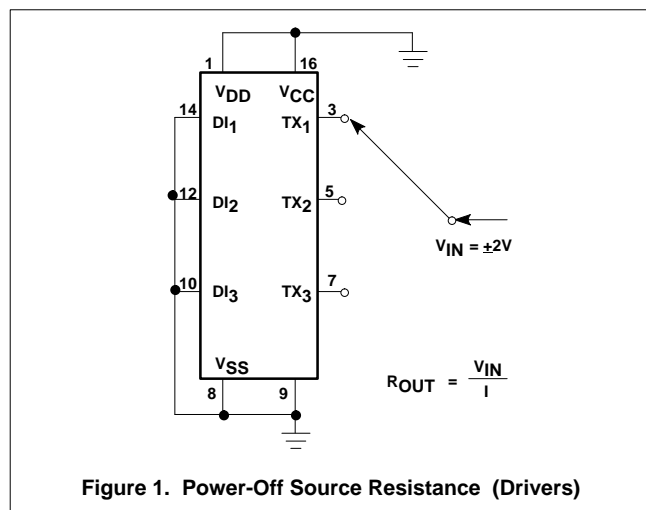 1 16
VDD VCC
14 DI1 TX1 3
12 DI2 TX2 5
VIN = ±2V
10 DI3 TX3 7
VSS
ROUT = VIN / I
8 9
Figure 1. Power-Off Source Resistance (Drivers)